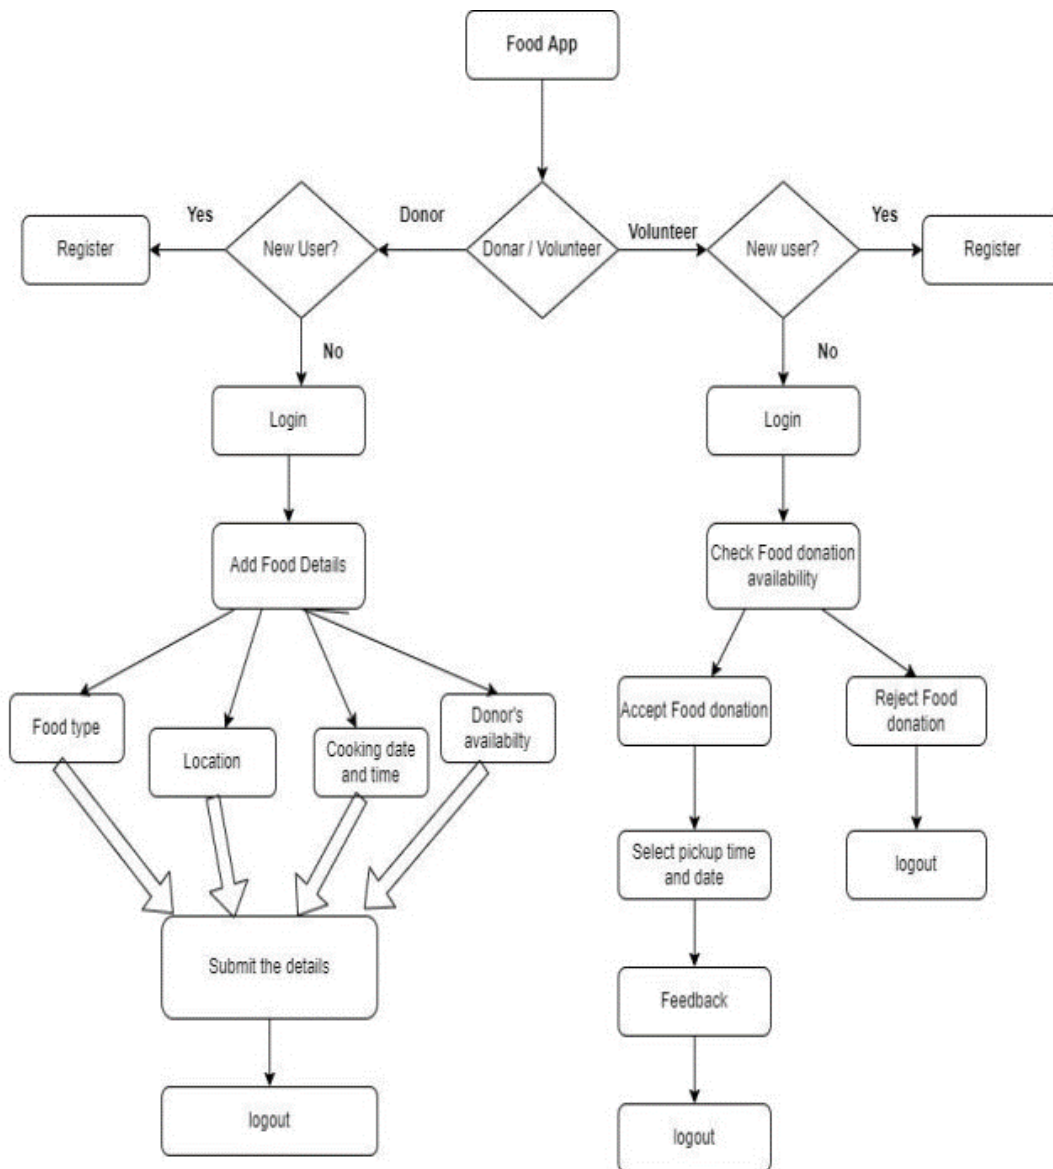 Food App
Yes
Donor
Volunteer
Yes
Register
New User?
Donar / Volunteer
New user?
Register
No
No
Login
Login
Add Food Details
Check Food donation
availability
Food type
Location
Cooking date
and time
Donor's
availabilty
Accept Food donation
Reject Food
donation
Select pickup time
and date
logout
Submit the details
Feedback
logout
logout